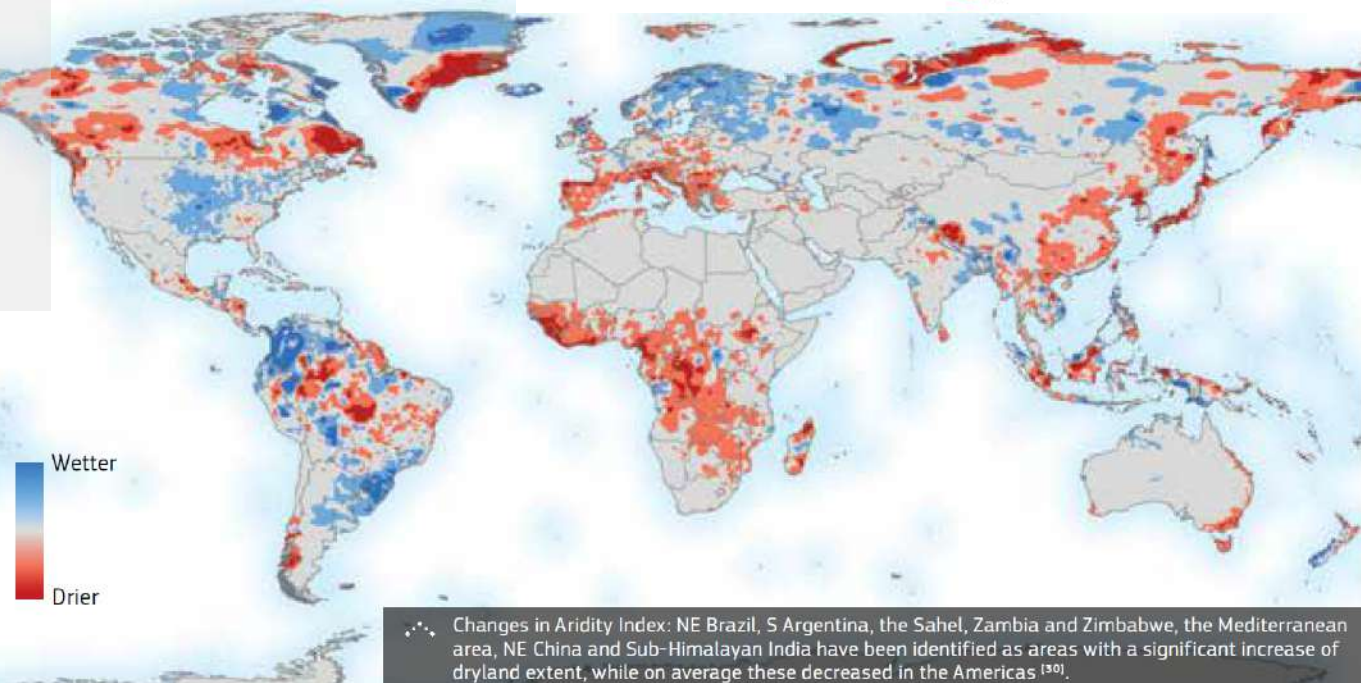 Wetter
Drier
Changes in Aridity Index: NE Brazil, S Argentina, the Sahel, Zambia and Zimbabwe, the Mediterranean
area, NE China and Sub-Himalayan India have been identified as areas with a significant increase of
dryland extent, while on average these decreased in the Americas [30].